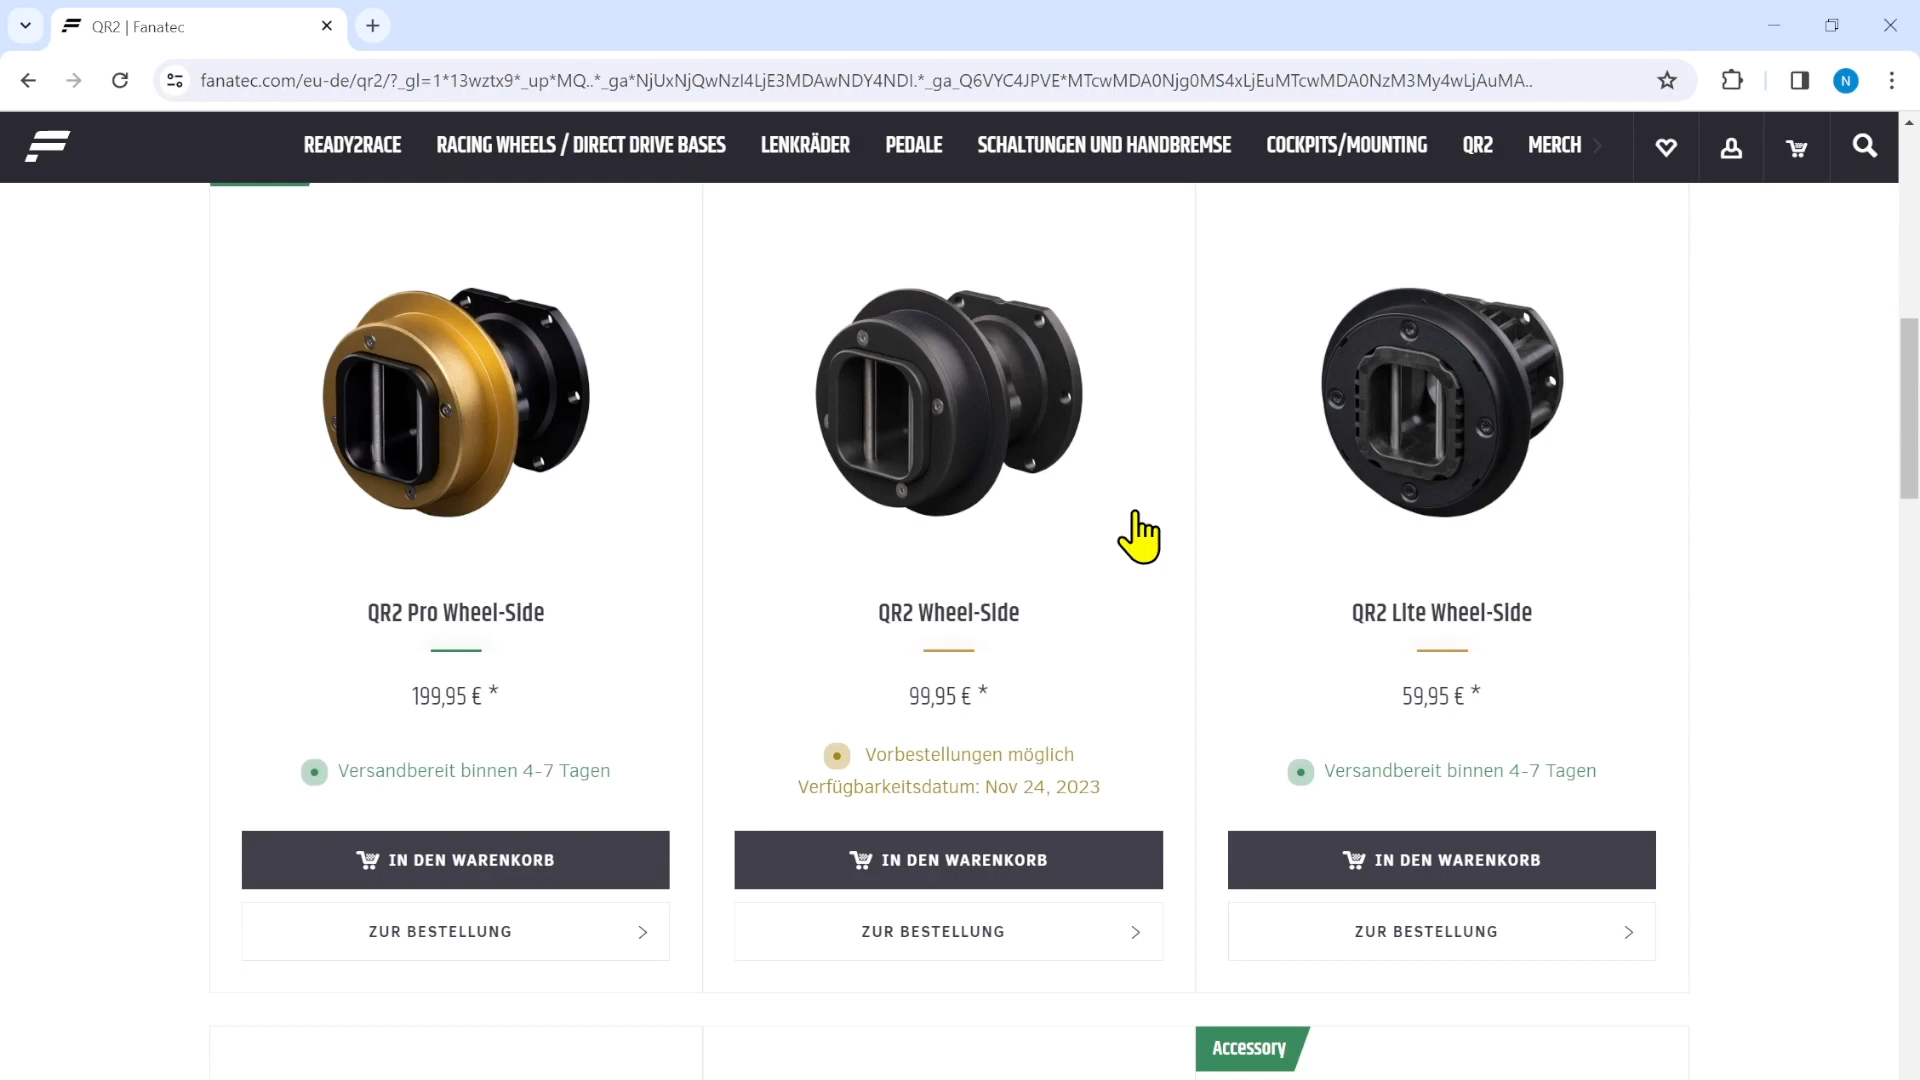 QR2 | Fanatec
fanatec.com/eu-de/qr2/?_gl=1*13wztx9*_up*MQ..*_ga*NjUxNjQwNzI4LjE3MDAwNDY4NDI.*_ga_Q6VYC4JPVE*MTcwMDA0Njg0MS4xLjEuMTcwMDA0NzM3My4wLjAuMA..
N
READY2RACE RACING WHEELS / DIRECT DRIVE BASES LENKRÄDER PEDALE SCHALTUNGEN UND HANDBREMSE COCKPITS/MOUNTING QR2 MERCH
QR2 Pro Wheel-Side
199,95 € *
Versandbereit binnen 4-7 Tagen
IN DEN WARENKORB
ZUR BESTELLUNG
QR2 Wheel-Side
99,95 € *
Vorbestellungen möglich
Verfügbarkeitsdatum: Nov 24, 2023
IN DEN WARENKORB
ZUR BESTELLUNG
QR2 Lite Wheel-Side
59,95 € *
Versandbereit binnen 4-7 Tagen
IN DEN WARENKORB
ZUR BESTELLUNG
Accessory